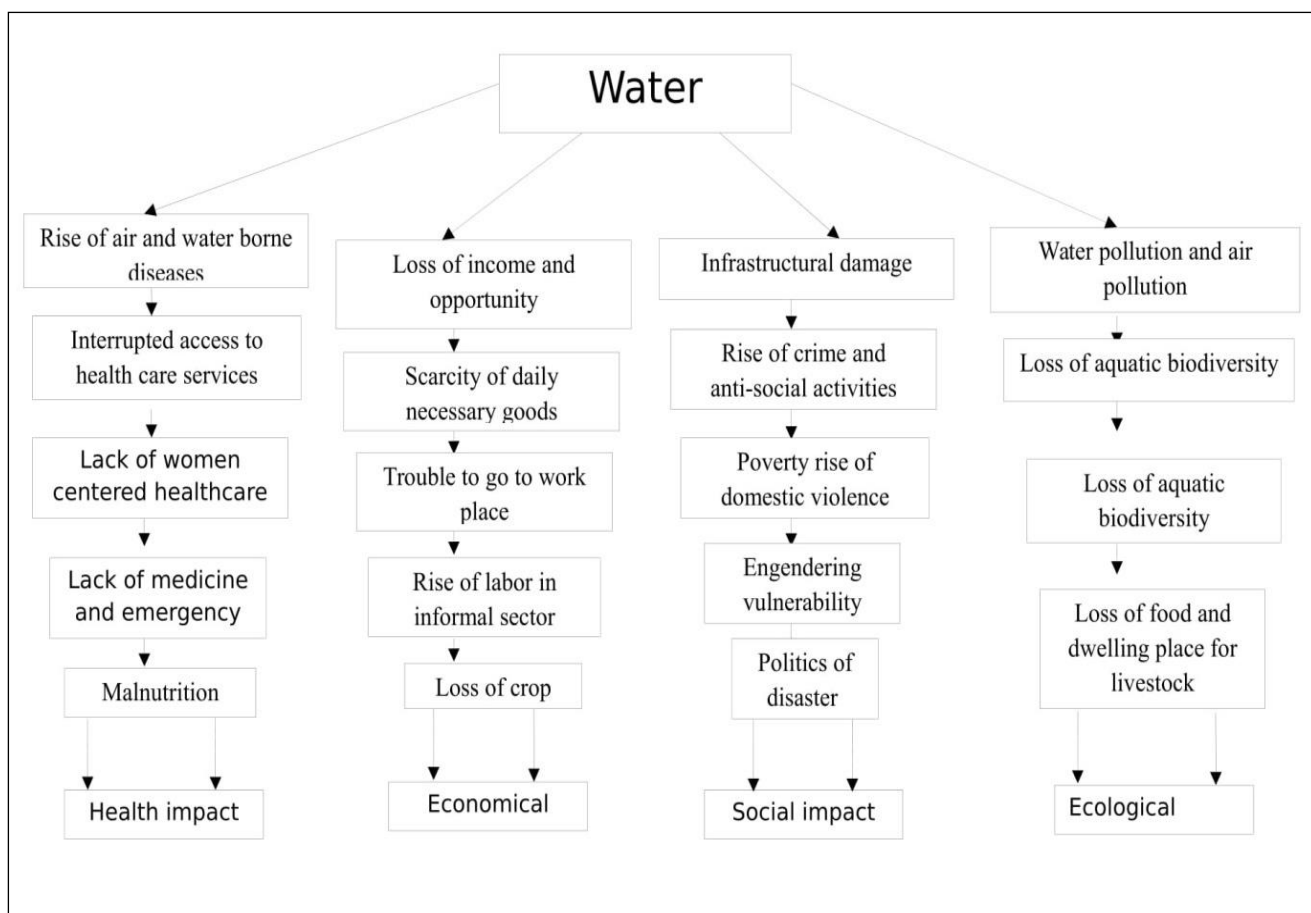 Water
Rise of air and water borne
diseases
Interrupted access to
health care services
Lack of women
centered healthcare
Lack of medicine
and emergency
Malnutrition
Health impact
Loss of income and
opportunity
Scarcity of daily
necessary goods
Trouble to go to work
place
Rise of labor in
informal sector
Loss of crop
Economical
Infrastructural damage
Rise of crime and
anti-social activities
Poverty rise of
domestic violence
Engendering
vulnerability
Politics of
disaster
Social impact
Water pollution and air
pollution
Loss of aquatic biodiversity
Loss of aquatic
biodiversity
Loss of food and
dwelling place for
livestock
Ecological